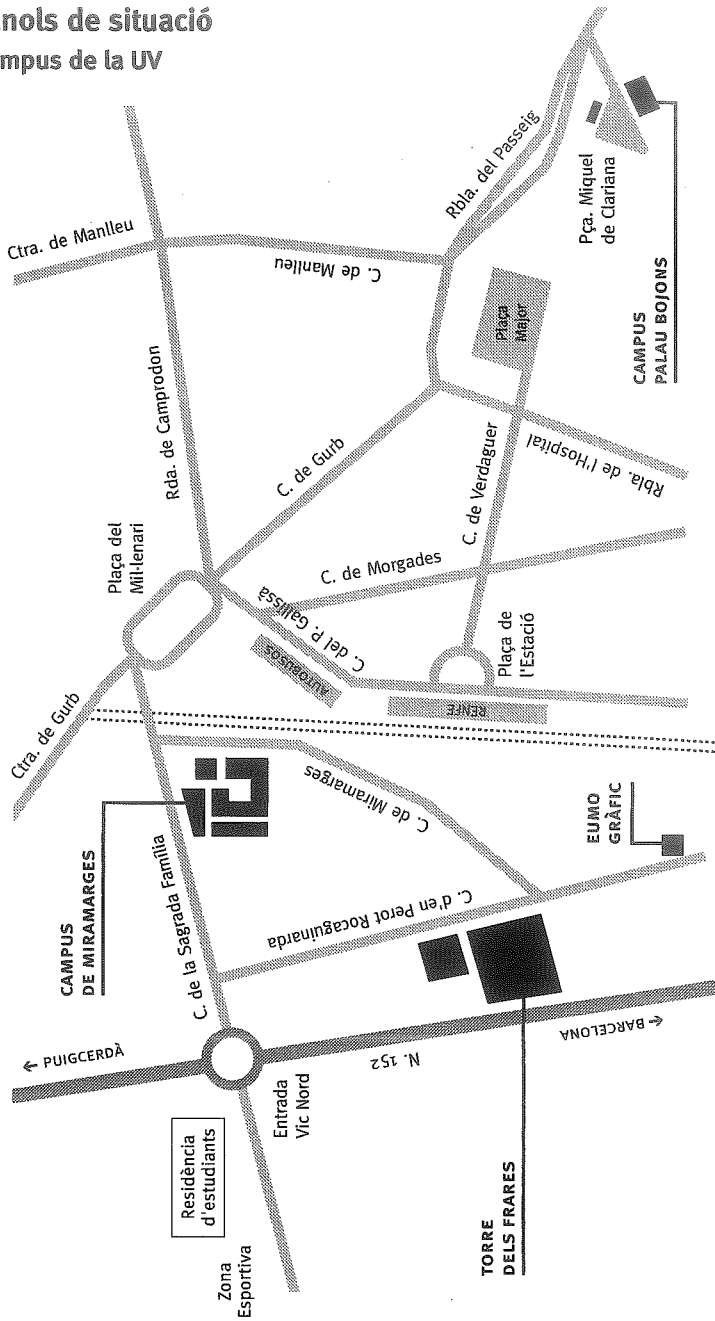 nols de situació
mpus de la UV
Ctra. de Manlleu
C. de Manlleu
Rbla. del Passeig
Pça. Miquel
de Clariana
CAMPUS
PALAU BOJONS
Plaça
Major
Rda. de Camprodon
C. de Gurb
C. de Verdaguer
Rbla. de l'Hospital
Plaça del
Mil·lenari
C. de Morgades
C. del P. Gallissà
Plaça de
l'Estació
AUTOBUSOS
RENFE
Ctra. de Gurb
C. de Miramarges
EUMO
GRÀFIC
CAMPUS
DE MIRAMARGES
C. de la Sagrada Família
C. d'en Perot Rocaguinarda
← PUIGCERDÀ
N. 152
← BARCELONA
Entrada
Vic Nord
Residència
d'estudiants
Zona
Esportiva
TORRE
DELS FRARES